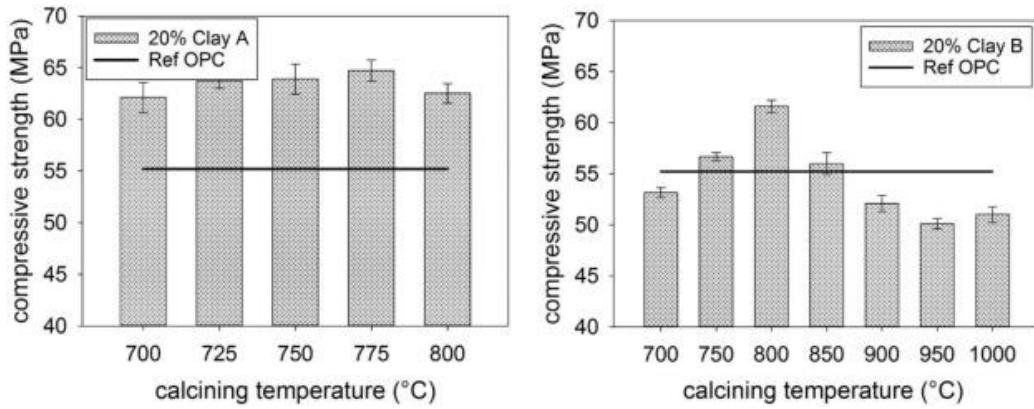 compressive strength (MPa)
70
65
60
55
50
45
40
20% Clay A
Ref OPC
700 725 750 775 800
calcining temperature (°C)
compressive strength (MPa)
70
65
60
55
50
45
40
20% Clay B
Ref OPC
700 750 800 850 900 950 1000
calcining temperature (°C)